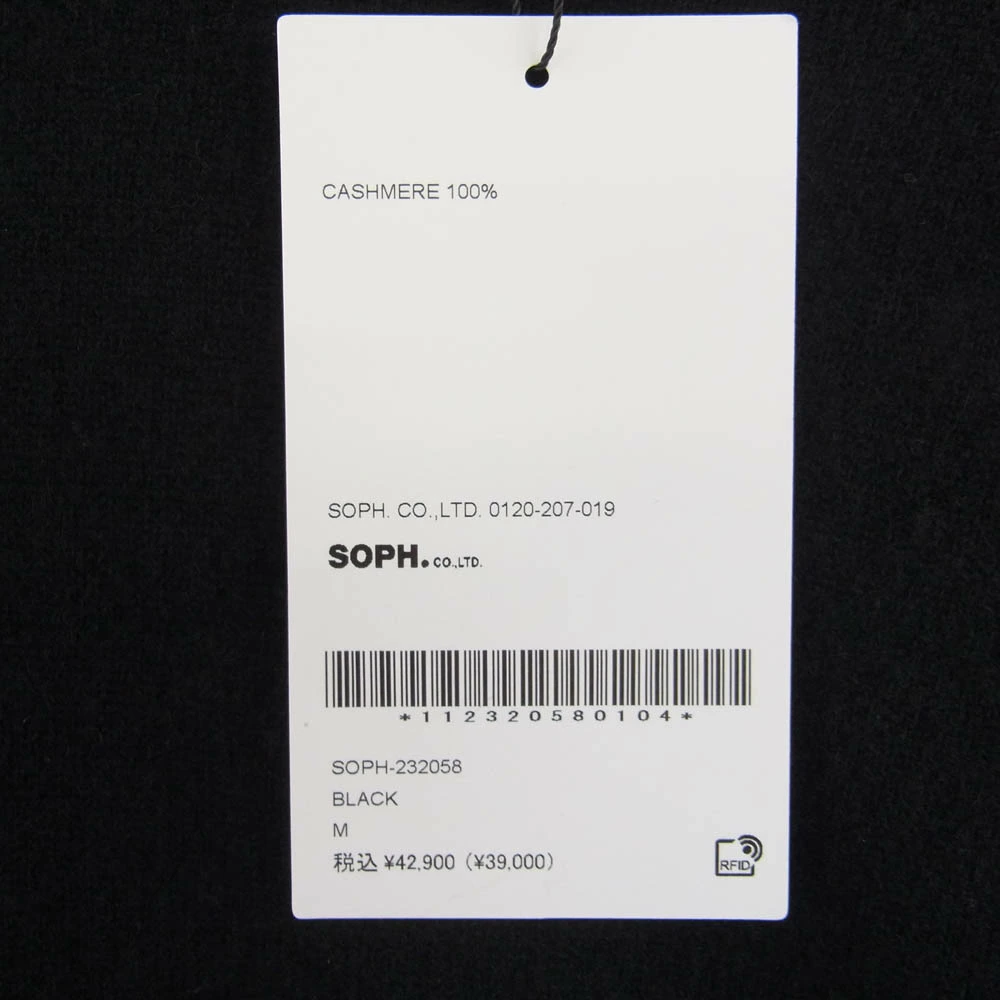 CASHMERE 100%
SOPH. CO.,LTD. 0120-207-019
SOPH. CO.,LTD.
*112320580104*
SOPH-232058
BLACK
M
税込 ¥42,900 (¥39,000)
RFID